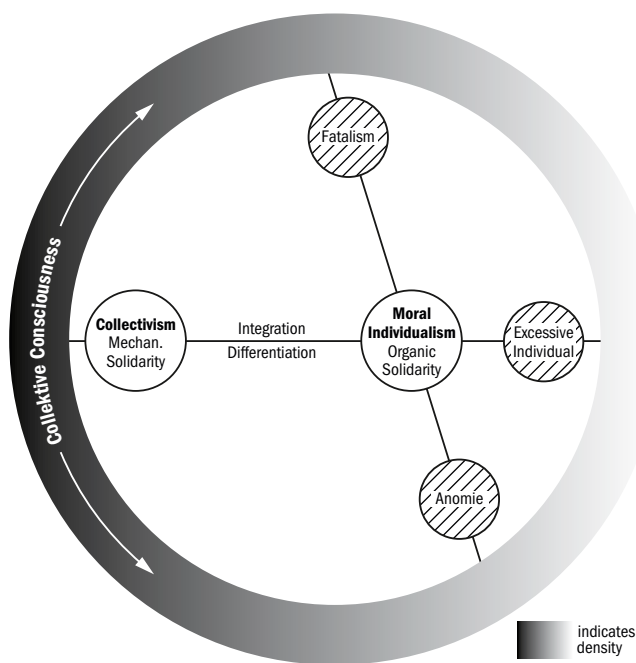 Fatalism
Collektive Consciousness
Collectivism
Mechan.
Solidarity
Integration
Differentiation
Moral
Individualism
Organic
Solidarity
Excessive
Individual
Anomie
indicates
density